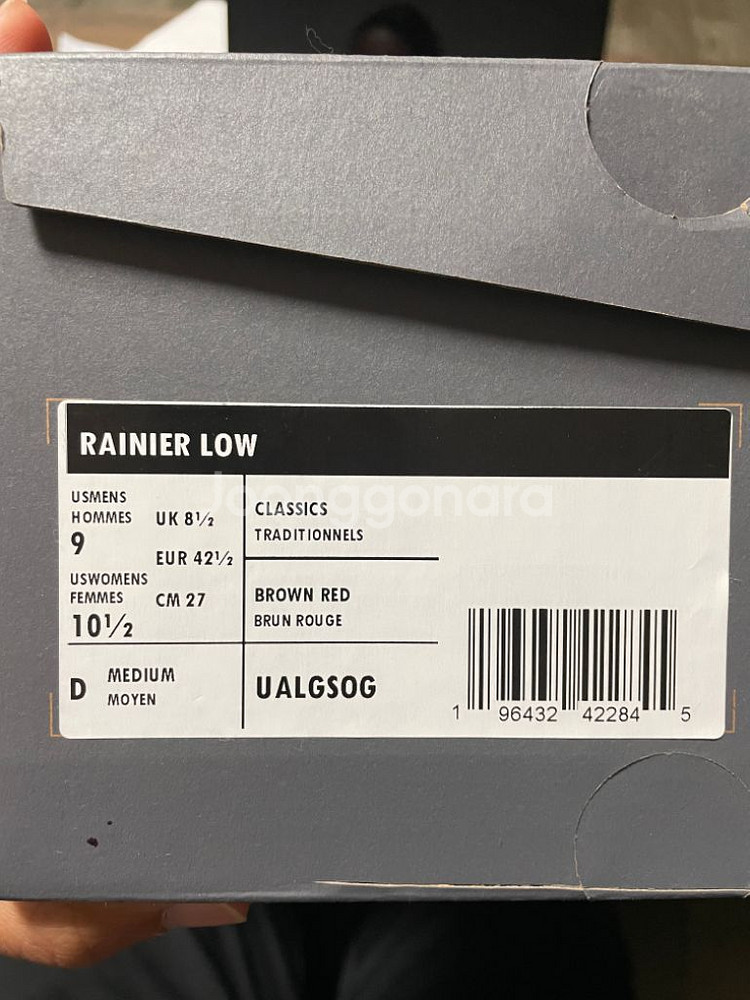 RAINIER LOW
USMENS
HOMMES
9
UK 8½
EUR 42½
CM 27
USWOMENS
FEMMES
10½
D
MEDIUM
MOYEN
CLASSICS
TRADITIONNELS
BROWN RED
BRUN ROUGE
UALGSOG
1 96432 42284 5
Joonggonara